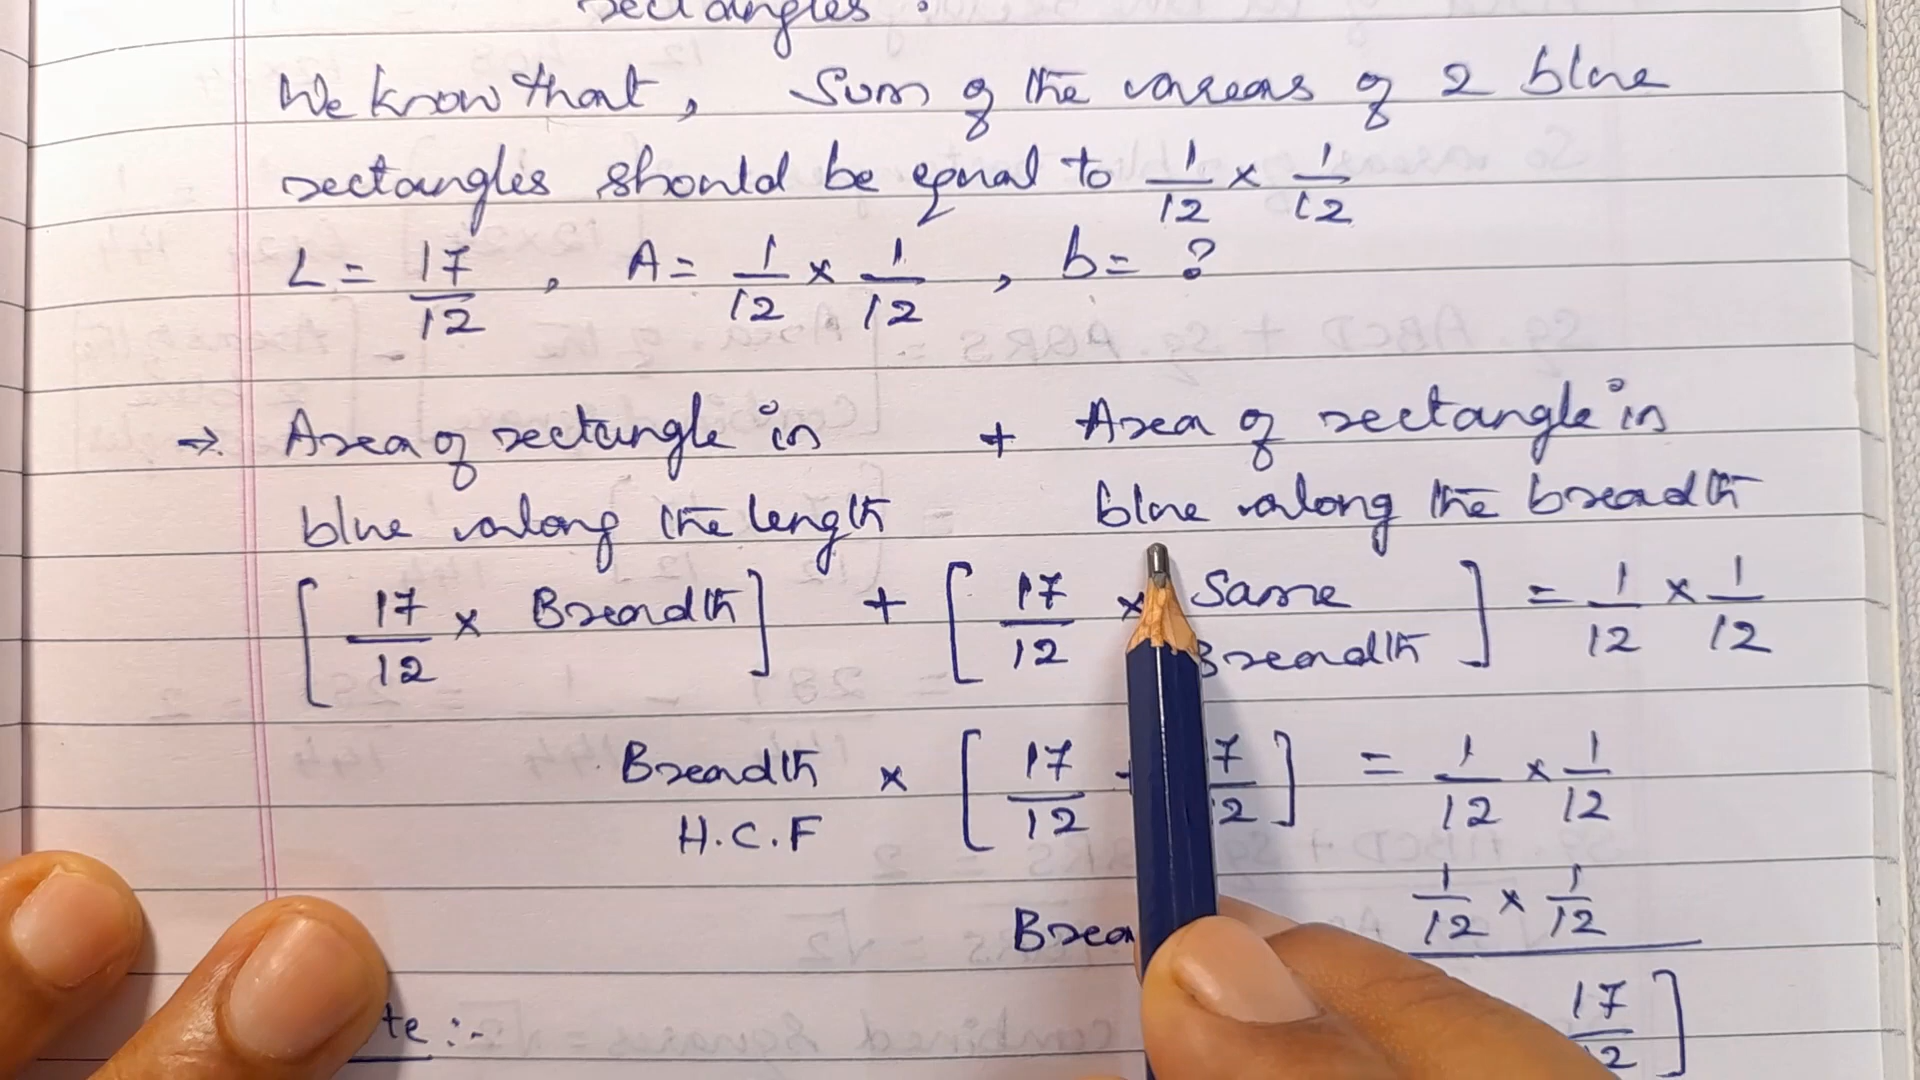 rectangles :
We know that, Sum of the areas of 2 blue
rectangles should be equal to 1/12 × 1/12
L = 17/12 , A = 1/12 × 1/12 , b = ?
→ Area of rectangle in + Area of rectangle in
blue along the length blue along the breadth
[ 17/12 × Breadth ] + [ 17/12 × Same Breadth ] = 1/12 × 1/12
Breadth × [ 17/12 7/12 ] = 1/12 × 1/12
H.C.F
1/12 × 1/12
17/12 ]